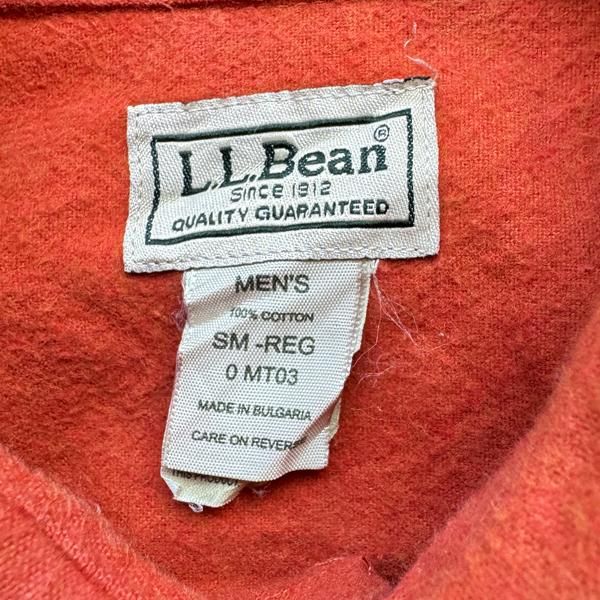 L.L.Bean®
Since 1912
QUALITY GUARANTEED
MEN'S
100% COTTON
SM -REG
0 MT03
MADE IN BULGARIA
CARE ON REVERSE